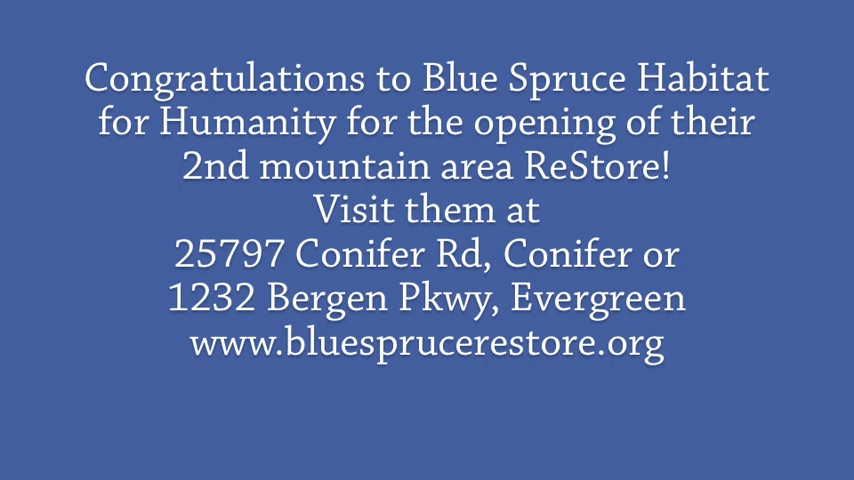 Congratulations to Blue Spruce Habitat
for Humanity for the opening of their
2nd mountain area ReStore!
Visit them at
25797 Conifer Rd, Conifer or
1232 Bergen Pkwy, Evergreen
www.bluesprucerestore.org